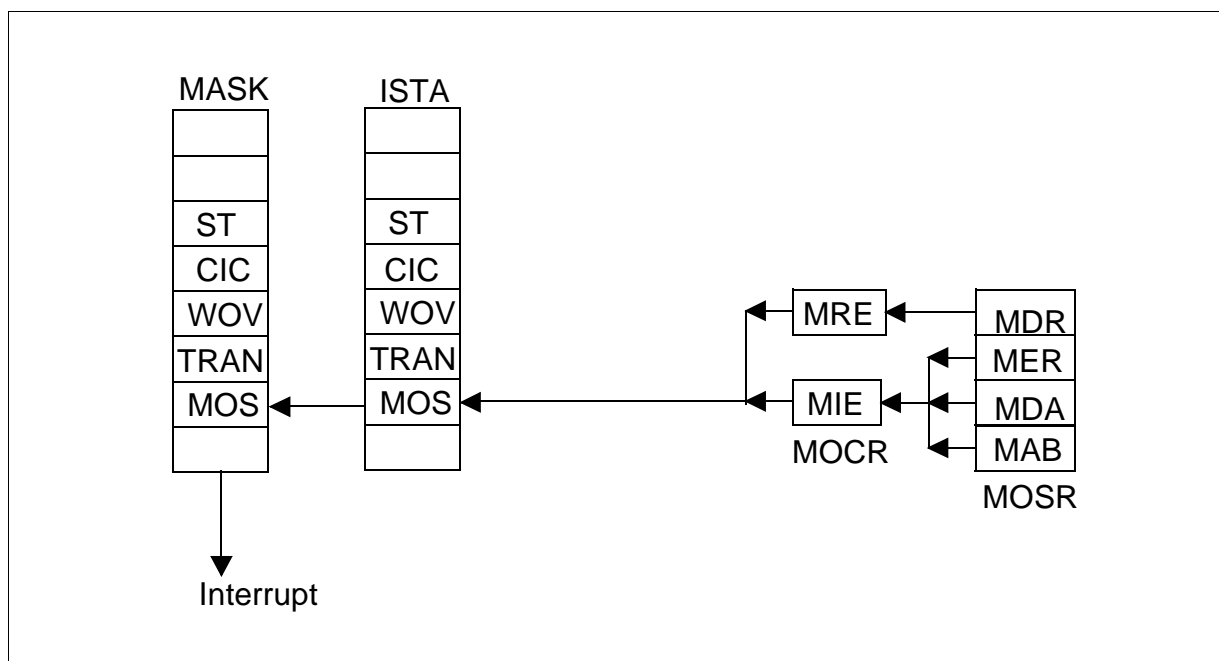 MASK
ISTA
ST
ST
CIC
CIC
WOV
WOV
MRE
MDR
TRAN
TRAN
MER
MOS
MOS
MIE
MDA
MOCR
MAB
MOSR
Interrupt